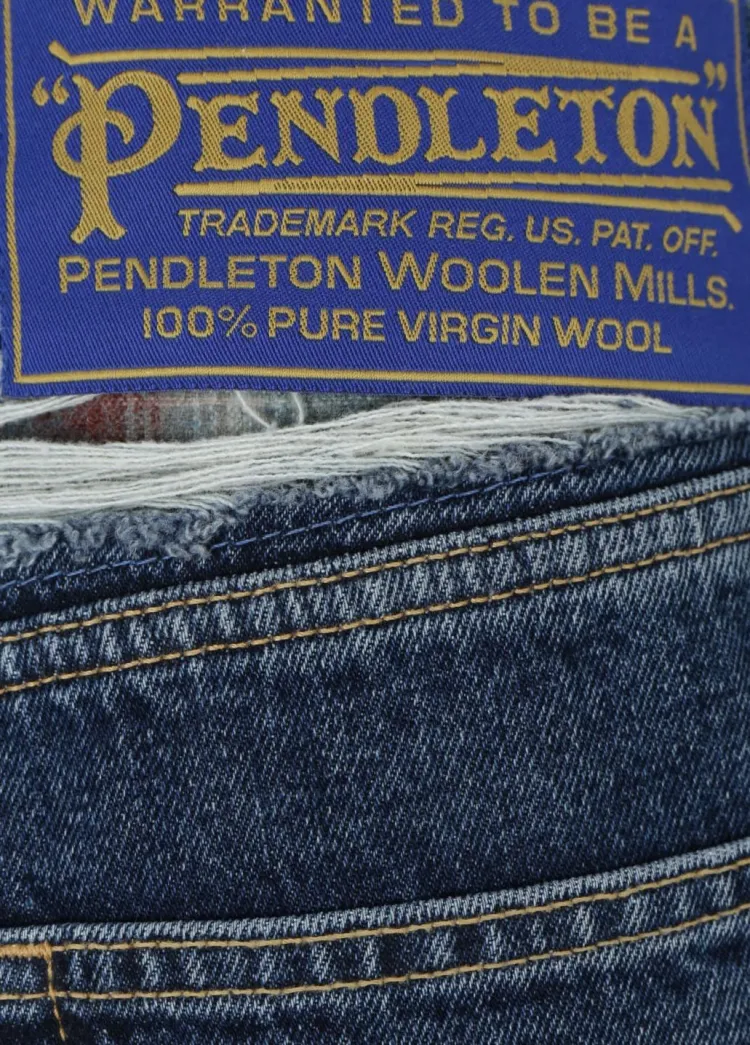 WARRANTED TO BE A
"PENDLETON"
TRADEMARK REG. US. PAT. OFF.
PENDLETON WOOLEN MILLS.
100% PURE VIRGIN WOOL